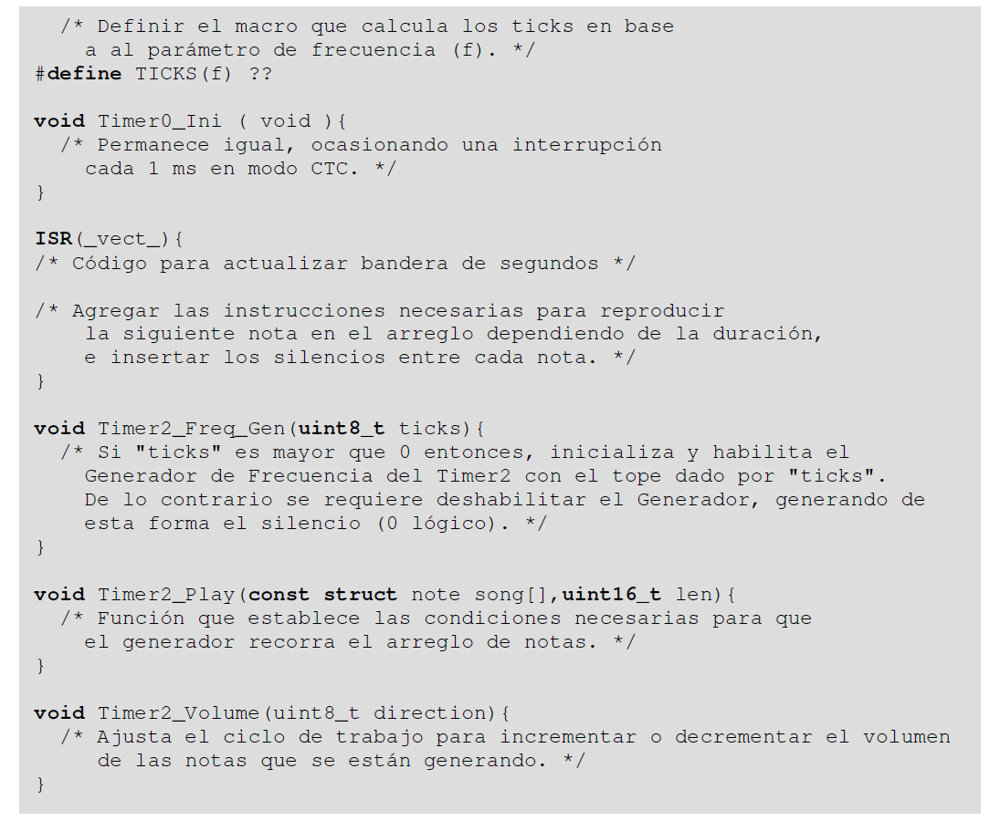 /* Definir el macro que calcula los ticks en base
a al parámetro de frecuencia (f). */
#define TICKS(f) ??
void Timer0_Ini ( void ){
/* Permanece igual, ocasionando una interrupción
cada 1 ms en modo CTC. */
}
ISR(_vect_){
/* Código para actualizar bandera de segundos */
/* Agregar las instrucciones necesarias para reproducir
la siguiente nota en el arreglo dependiendo de la duración,
e insertar los silencios entre cada nota. */
}
void Timer2_Freq_Gen(uint8_t ticks){
/* Si "ticks" es mayor que 0 entonces, inicializa y habilita el
Generador de Frecuencia del Timer2 con el tope dado por "ticks".
De lo contrario se requiere deshabilitar el Generador, generando de
esta forma el silencio (0 lógico). */
}
void Timer2_Play(const struct note song[],uint16_t len){
/* Función que establece las condiciones necesarias para que
el generador recorra el arreglo de notas. */
}
void Timer2_Volume(uint8_t direction){
/* Ajusta el ciclo de trabajo para incrementar o decrementar el volumen
de las notas que se están generando. */
}